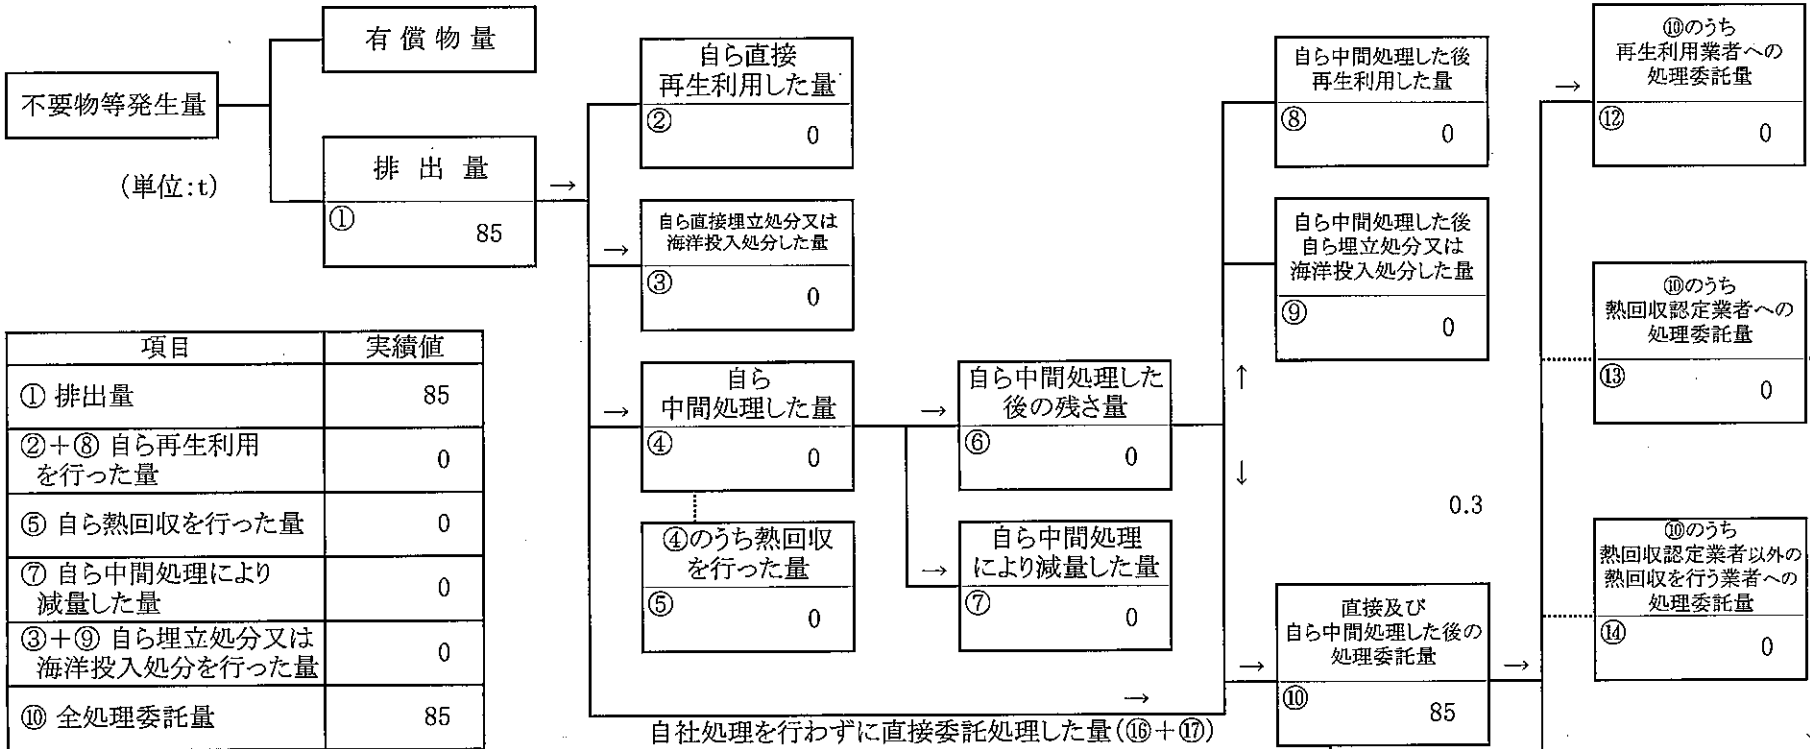 不要物等発生量
(単位:t)
有償物量
排出量
① 85
→
自ら直接
再生利用した量
② 0
→
自ら直接埋立処分又は
海洋投入処分した量
③ 0
→
自ら
中間処理した量
④ 0
④のうち熱回収
を行った量
⑤ 0
→
自ら中間処理した
後の残さ量
⑥ 0
→
自ら中間処理
により減量した量
⑦ 0
↑
↓
自ら中間処理した後
再生利用した量
⑧ 0
自ら中間処理した後
自ら埋立処分又は
海洋投入処分した量
⑨ 0
0.3
→
直接及び
自ら中間処理した後の
処理委託量
⑩ 85
→
→
自社処理を行わずに直接委託処理した量(⑯+⑰)
→
⑩のうち
再生利用業者への
処理委託量
⑫ 0
⑩のうち
熱回収認定業者への
処理委託量
⑬ 0
⑩のうち
熱回収認定業者以外の
熱回収を行う業者への
処理委託量
⑭ 0
項目 実績値
① 排出量 85
②+⑧ 自ら再生利用
を行った量 0
⑤ 自ら熱回収を行った量 0
⑦ 自ら中間処理により
減量した量 0
③+⑨ 自ら埋立処分又は
海洋投入処分を行った量 0
⑩ 全処理委託量 85